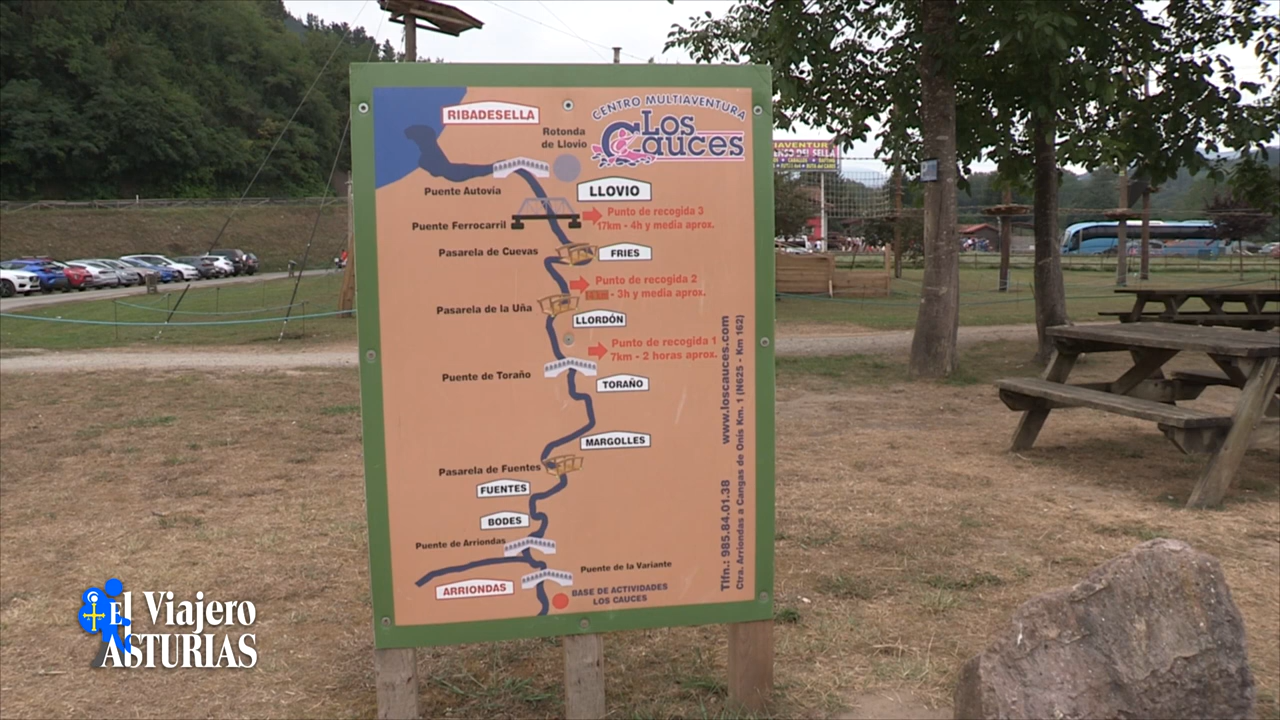 RIBADESELLA
Rotonda
de Llovio
CENTRO MULTIAVENTURA
Los
Cauces
Puente Autovía
LLOVIO
Puente Ferrocarril
Punto de recogida 3
17km - 4h y media aprox.
Pasarela de Cuevas
FRIES
Punto de recogida 2
- 3h y media aprox.
Pasarela de la Uña
LLORDÓN
Punto de recogida 1
7km - 2 horas aprox.
Puente de Toraño
TORAÑO
MARGOLLES
Pasarela de Fuentes
FUENTES
BODES
Puente de Arriondas
Puente de la Variante
ARRIONDAS
BASE DE ACTIVIDADES
LOS CAUCES
Tlfn.: 985.84.01.38 www.loscauces.com
Ctra. Arriondas a Cangas de Onis Km. 1 (N625 - Km 162)
El Viajero
ASTURIAS